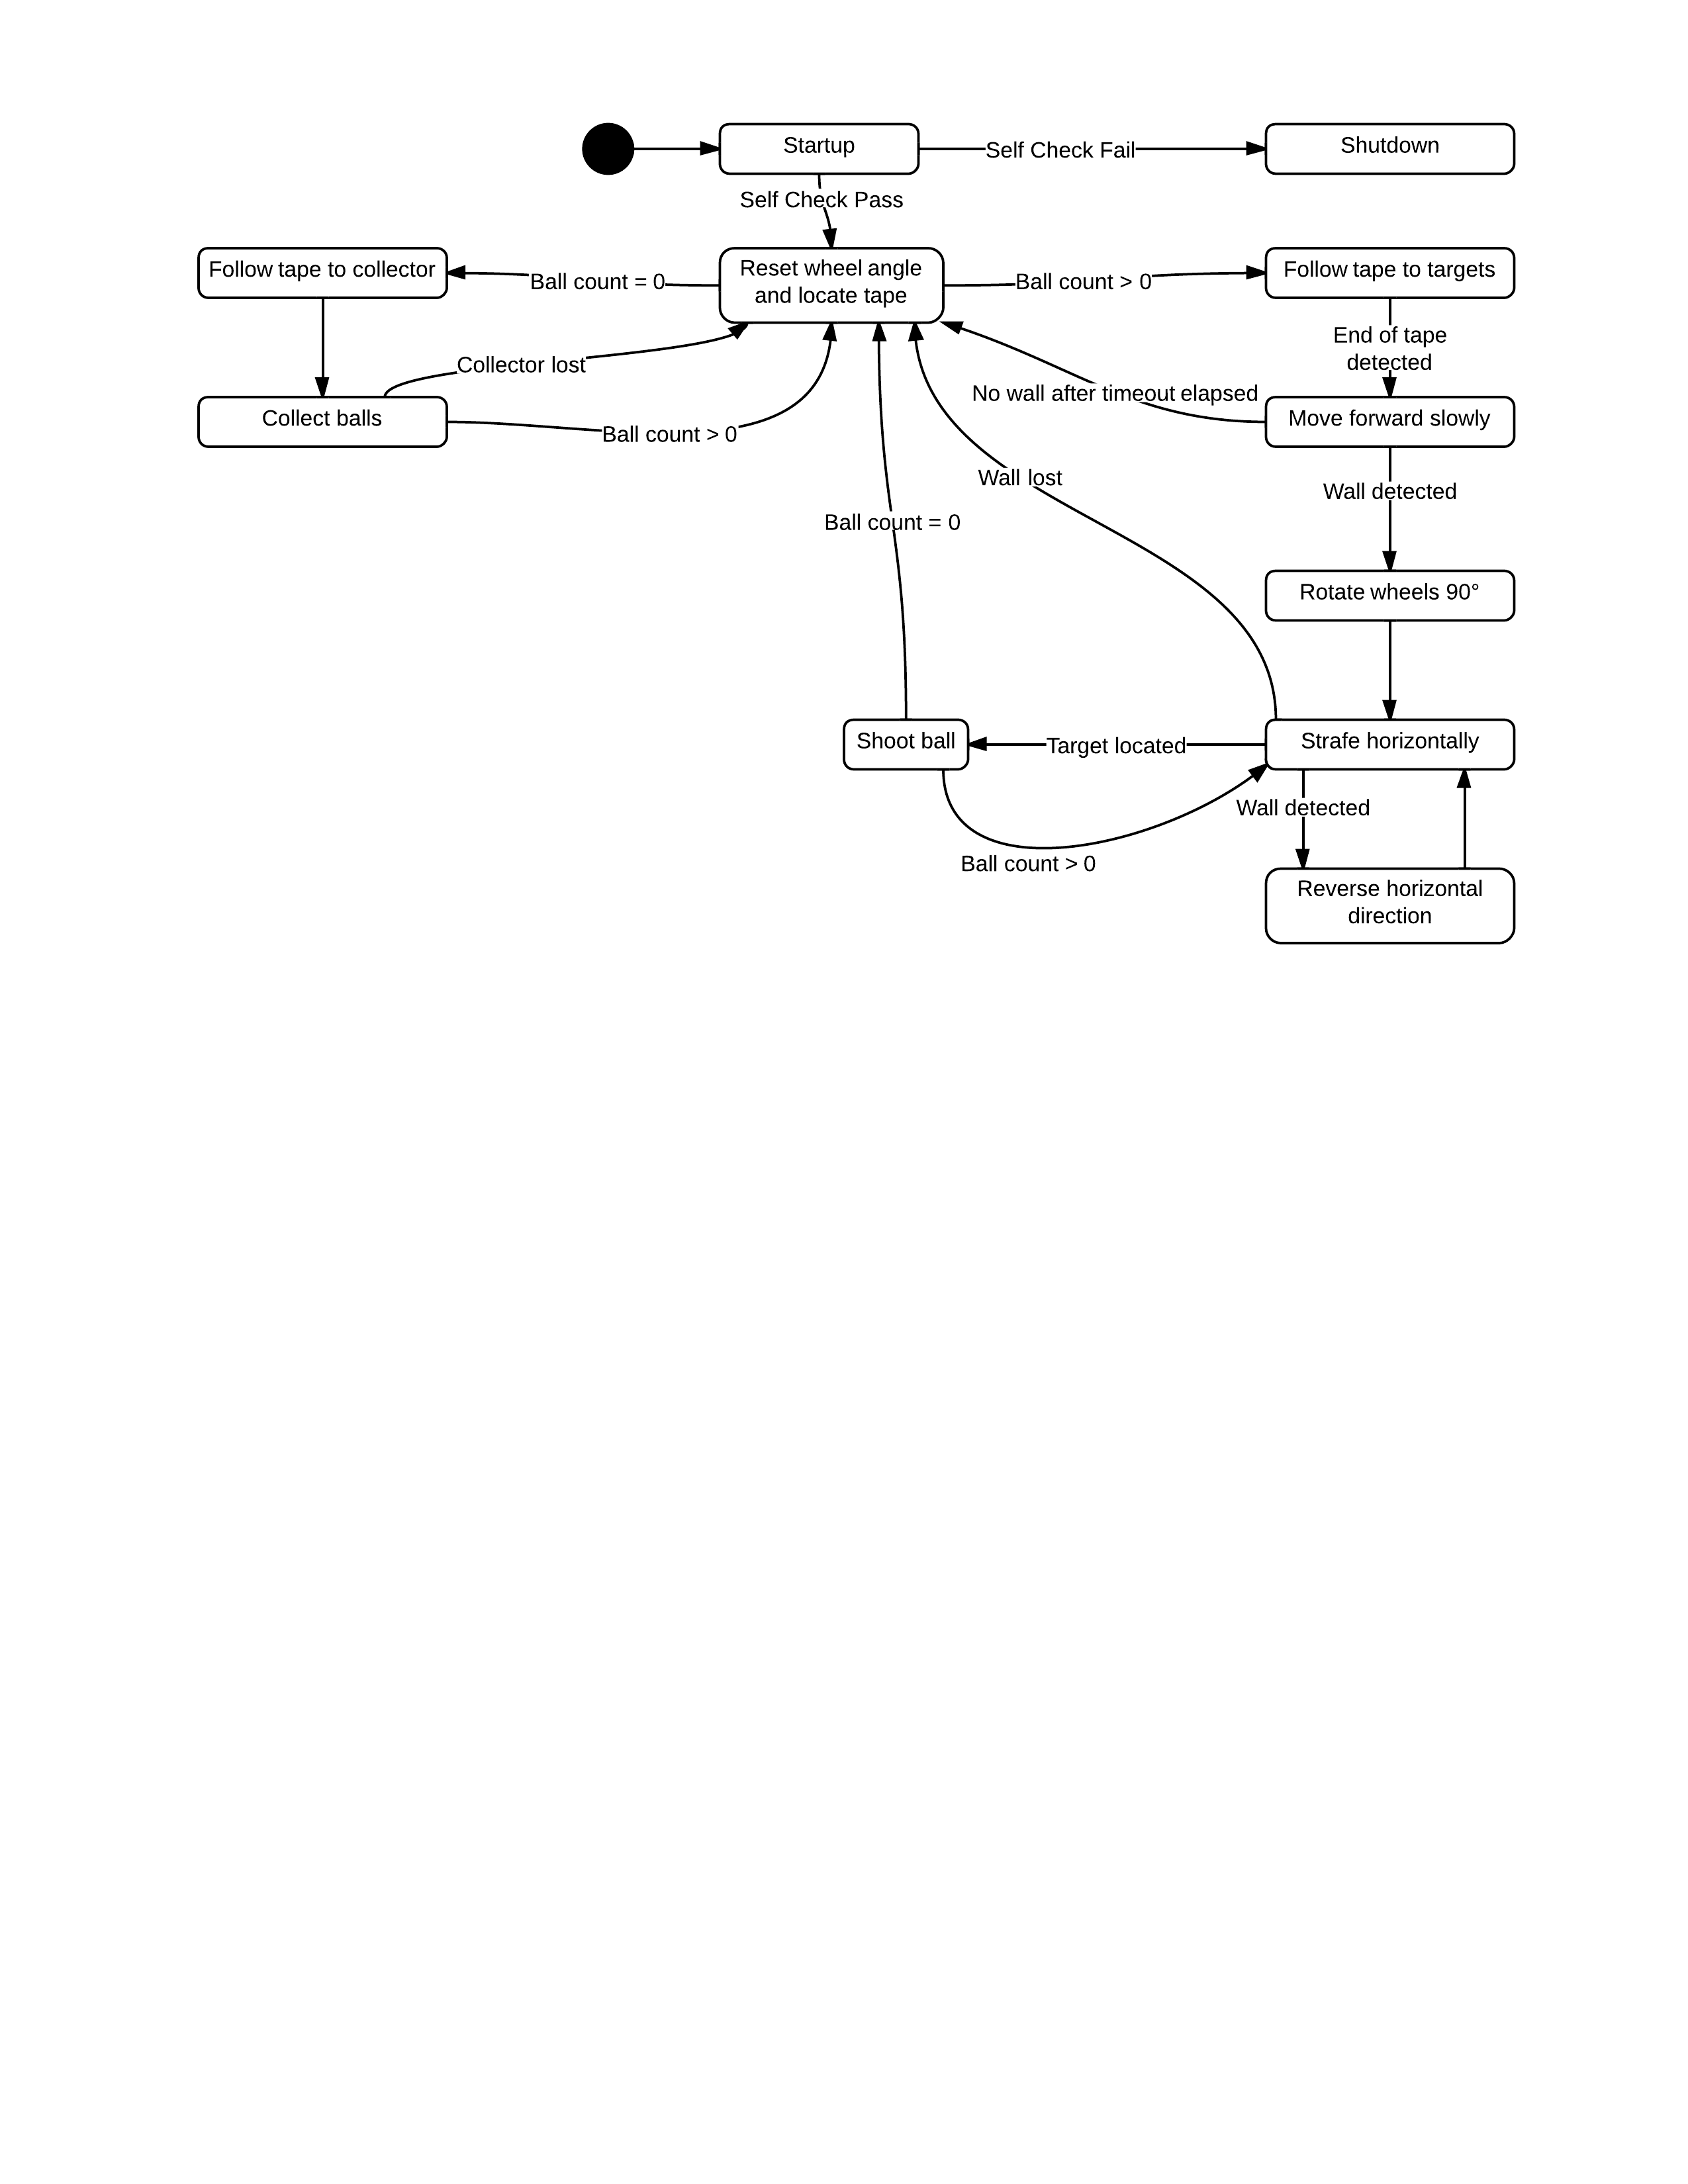 Startup
Self Check Fail
Shutdown
Self Check Pass
Follow tape to collector
Ball count = 0
Reset wheel angle
and locate tape
Ball count > 0
Follow tape to targets
End of tape
detected
Collector lost
No wall after timeout elapsed
Collect balls
Ball count > 0
Move forward slowly
Wall lost
Wall detected
Ball count = 0
Rotate wheels 90°
Shoot ball
Target located
Strafe horizontally
Wall detected
Ball count > 0
Reverse horizontal
direction